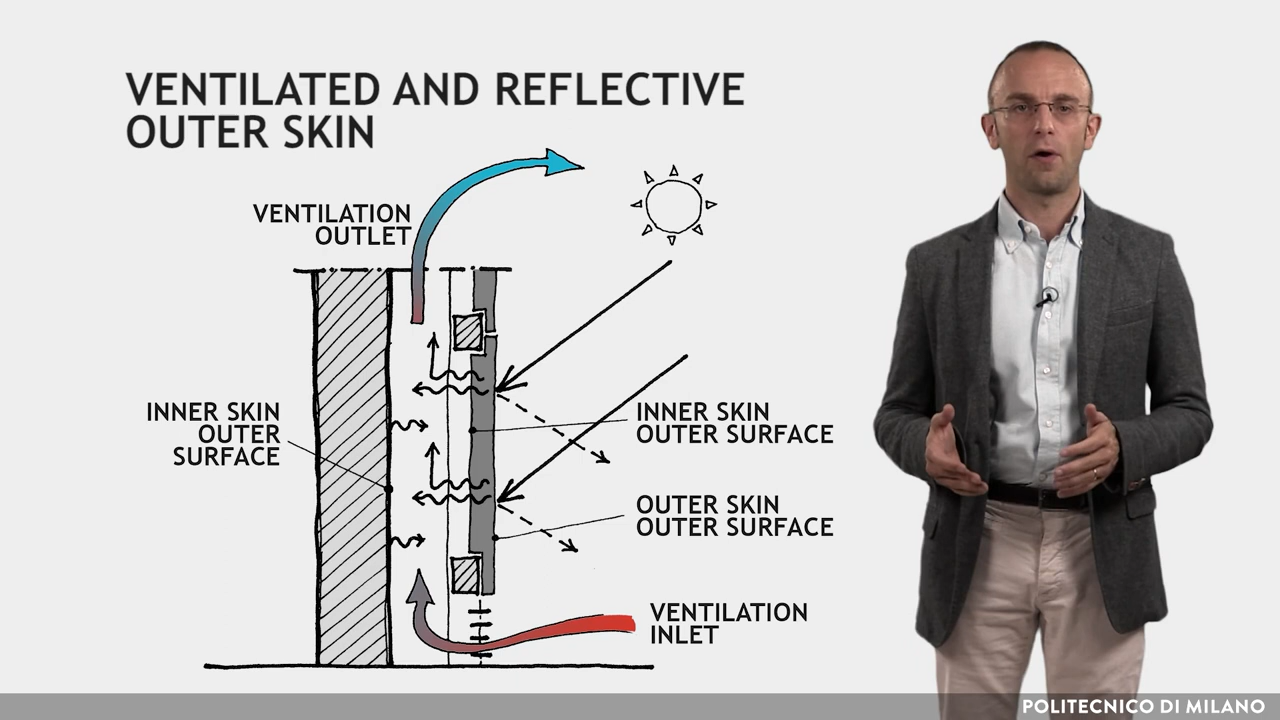 VENTILATED AND REFLECTIVE
OUTER SKIN
VENTILATION
OUTLET
INNER SKIN
OUTER
SURFACE
INNER SKIN
OUTER SURFACE
OUTER SKIN
OUTER SURFACE
VENTILATION
INLET
POLITECNICO DI MILANO